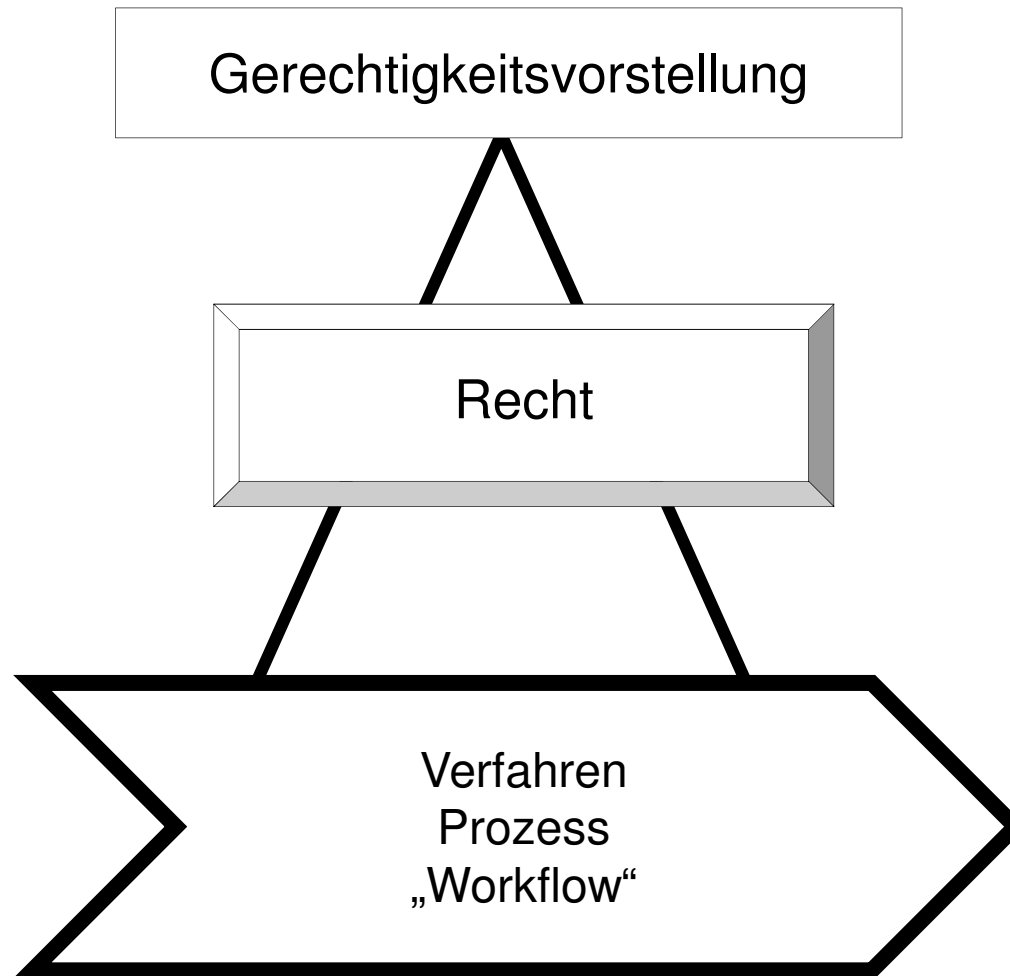 Gerechtigkeitsvorstellung
Recht
Verfahren
Prozess
„Workflow“